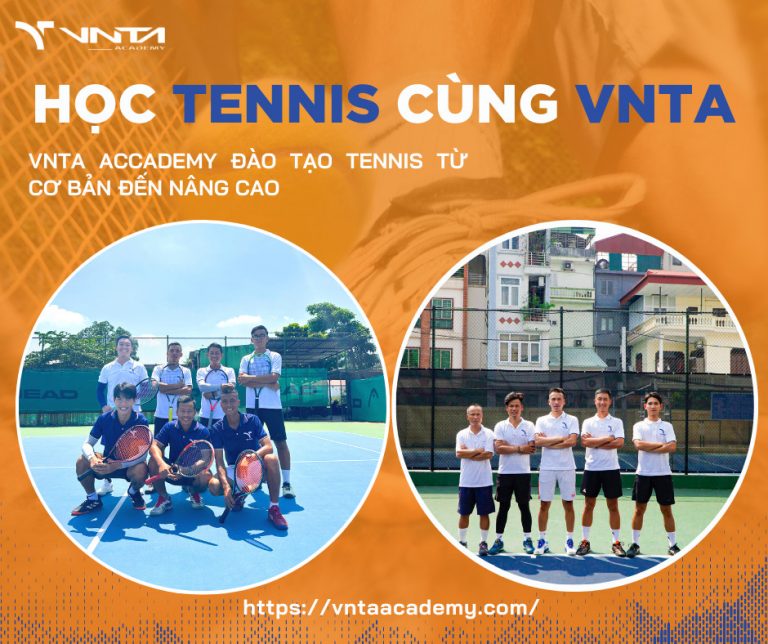 VNTA
ACADEMY
HỌC TENNIS CÙNG VNTA
VNTA ACCADEMY ĐÀO TẠO TENNIS TỪ
CƠ BẢN ĐẾN NÂNG CAO
HEAD
https://vntaacademy.com/